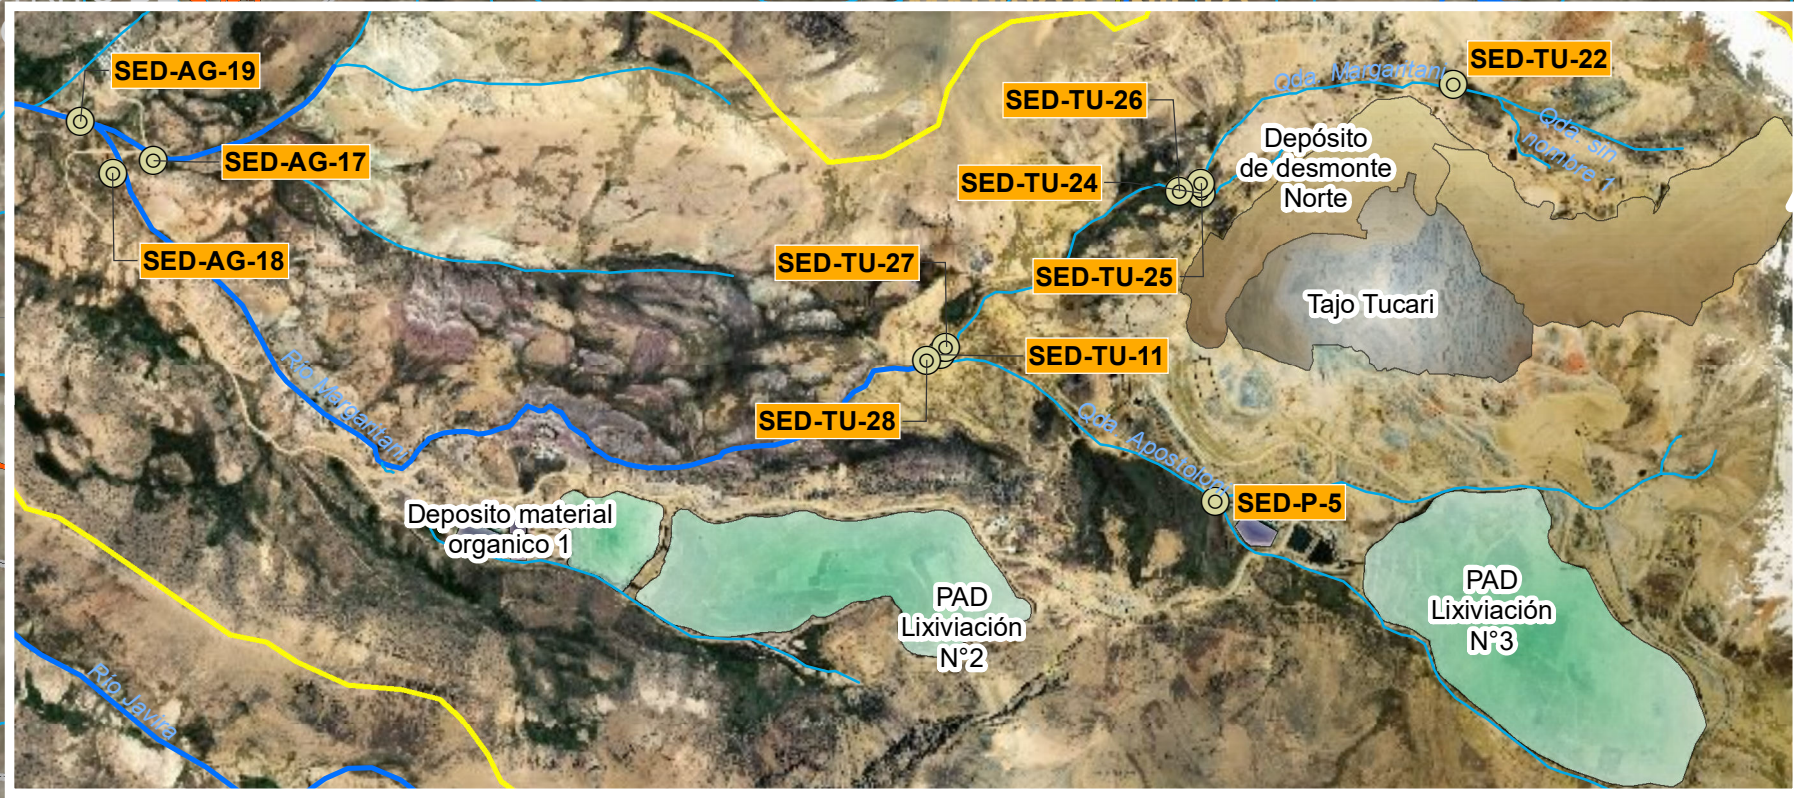 SED-AG-19
SED-TU-22
SED-TU-26
Qda. Margaritani
Qda. sin
nombre 1
Depósito
de desmonte
Norte
SED-AG-17
SED-TU-24
SED-AG-18
SED-TU-27
SED-TU-25
Tajo Tucari
Río Margaritani
SED-TU-11
SED-TU-28
Qda. Apostoloni
SED-P-5
Deposito material
organico 1
PAD
Lixiviación
N°2
PAD
Lixiviación
N°3
Río Javira